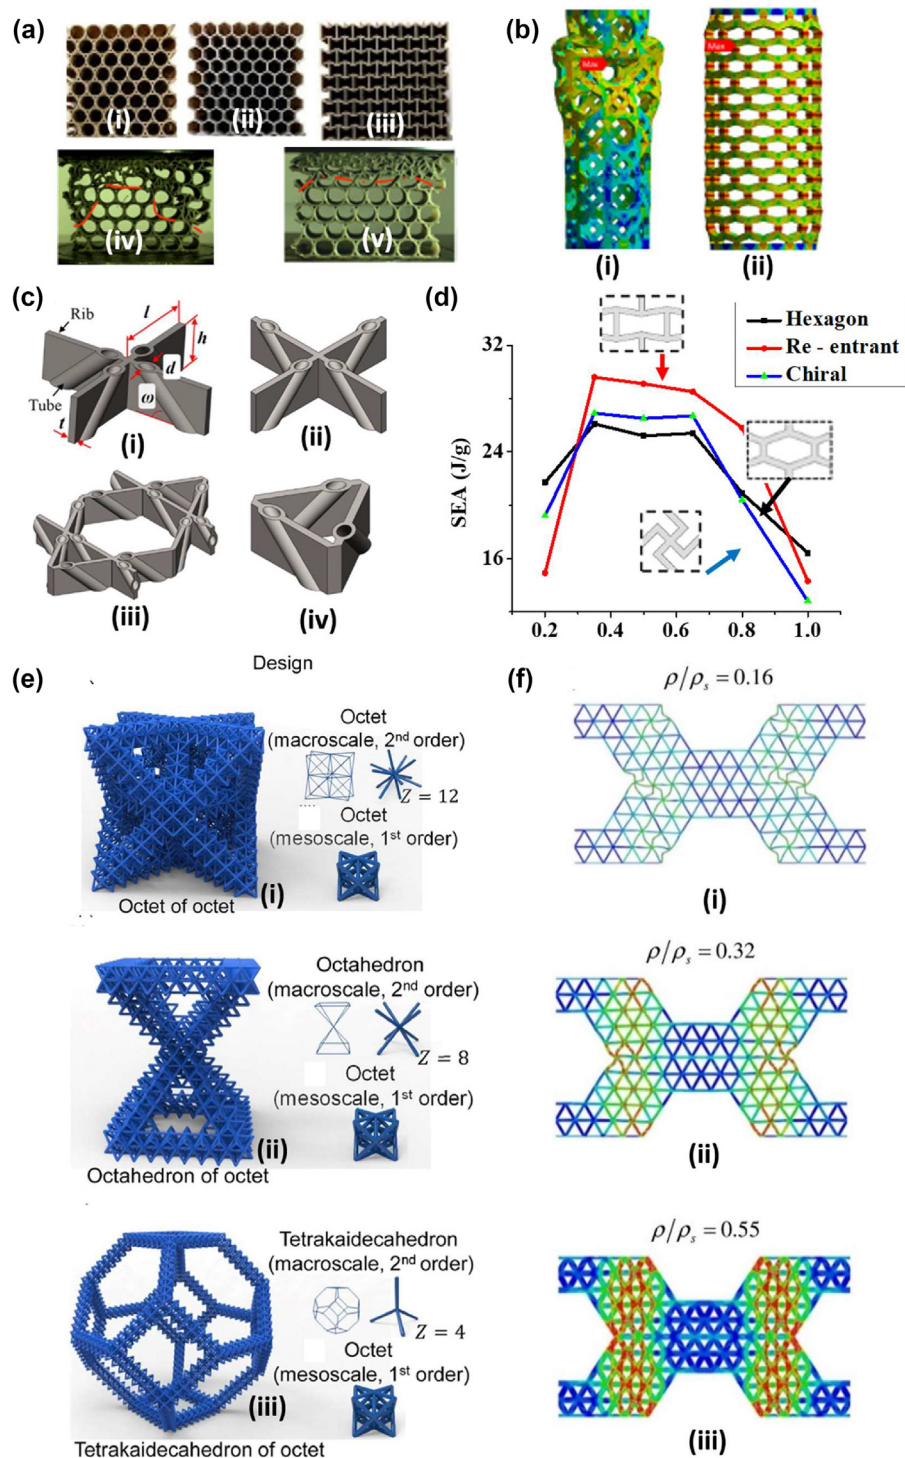 (a)
(i)
(ii)
(iii)
(iv)
(v)
(b)
Max
Max
(i)
(ii)
(c)
Rib
l
h
d
ω
Tube
t
(i)
(ii)
(iii)
(iv)
(d)
Hexagon
Re - entrant
Chiral
SEA (J/g)
32
24
16
0.2
0.4
0.6
0.8
1.0
(e)
Design
Octet
(macroscale, 2nd order)
Z = 12
Octet
(mesoscale, 1st order)
(i)
Octet of octet
Octahedron
(macroscale, 2nd order)
Z = 8
Octet
(mesoscale, 1st order)
(ii)
Octahedron of octet
Tetrakaidecahedron
(macroscale, 2nd order)
Z = 4
Octet
(mesoscale, 1st order)
(iii)
Tetrakaidecahedron of octet
(f)
ρ/ρs = 0.16
(i)
ρ/ρs = 0.32
(ii)
ρ/ρs = 0.55
(iii)